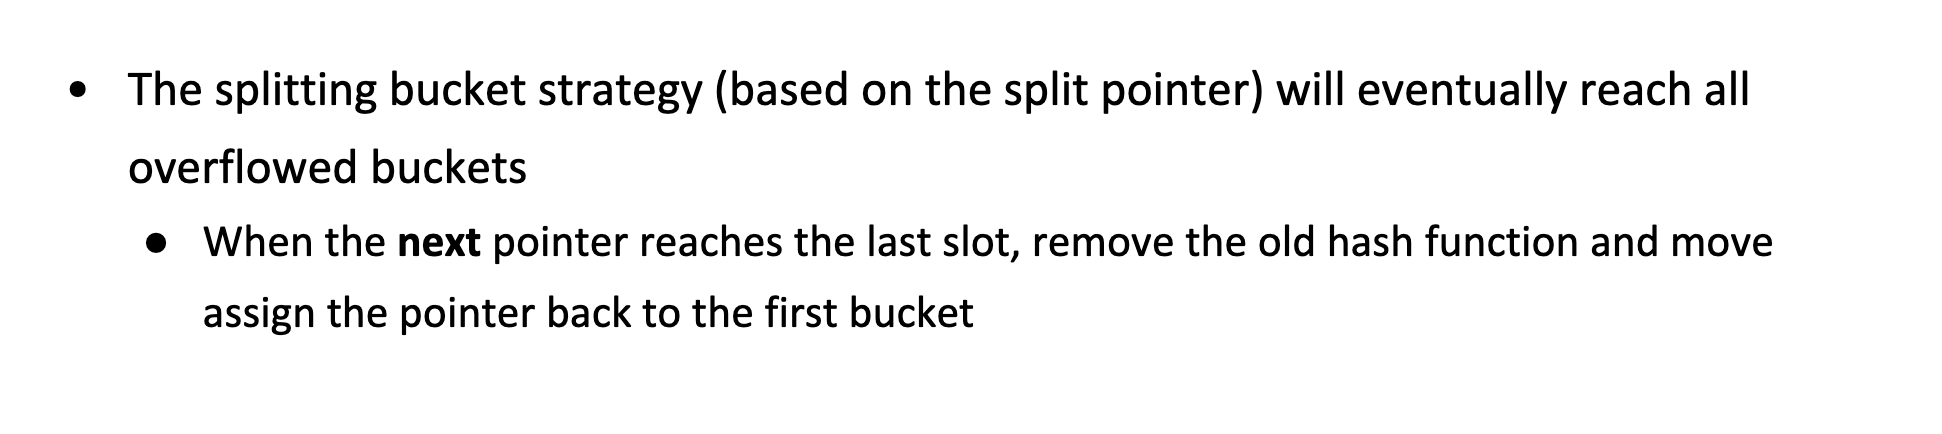 • The splitting bucket strategy (based on the split pointer) will eventually reach all
overflowed buckets
● When the next pointer reaches the last slot, remove the old hash function and move
assign the pointer back to the first bucket